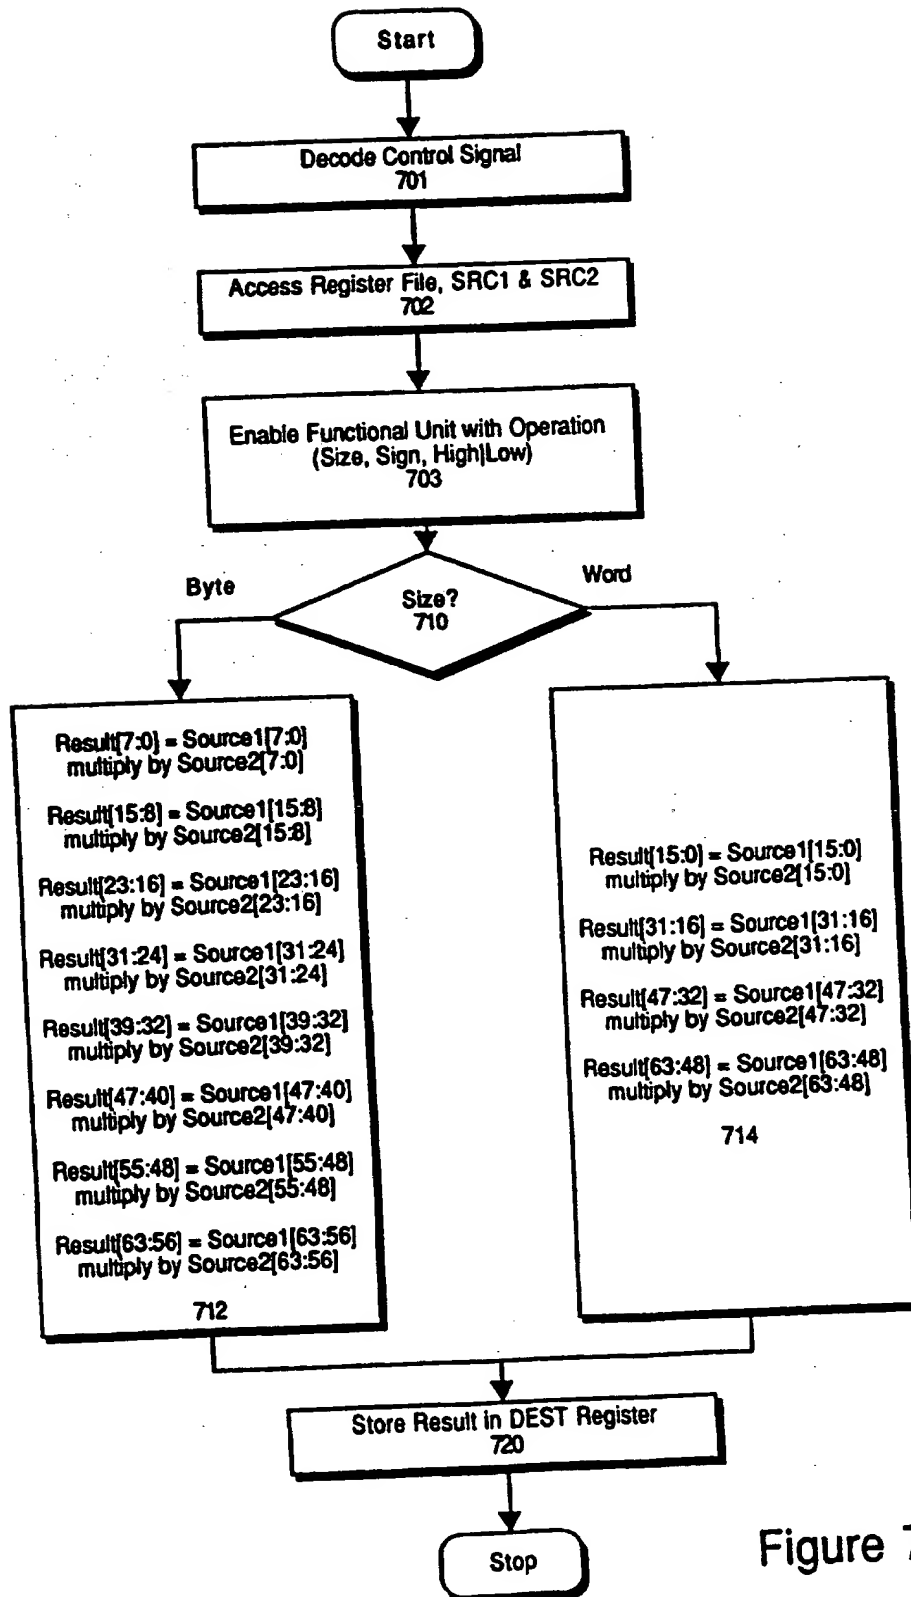 Start
Decode Control Signal
701
Access Register File, SRC1 & SRC2
702
Enable Functional Unit with Operation
(Size, Sign, High|Low)
703
Byte
Size?
710
Word
Result[7:0] = Source1[7:0]
multiply by Source2[7:0]
Result[15:8] = Source1[15:8]
multiply by Source2[15:8]
Result[23:16] = Source1[23:16]
multiply by Source2[23:16]
Result[31:24] = Source1[31:24]
multiply by Source2[31:24]
Result[39:32] = Source1[39:32]
multiply by Source2[39:32]
Result[47:40] = Source1[47:40]
multiply by Source2[47:40]
Result[55:48] = Source1[55:48]
multiply by Source2[55:48]
Result[63:56] = Source1[63:56]
multiply by Source2[63:56]
712
Result[15:0] = Source1[15:0]
multiply by Source2[15:0]
Result[31:16] = Source1[31:16]
multiply by Source2[31:16]
Result[47:32] = Source1[47:32]
multiply by Source2[47:32]
Result[63:48] = Source1[63:48]
multiply by Source2[63:48]
714
Store Result in DEST Register
720
Stop
Figure 7